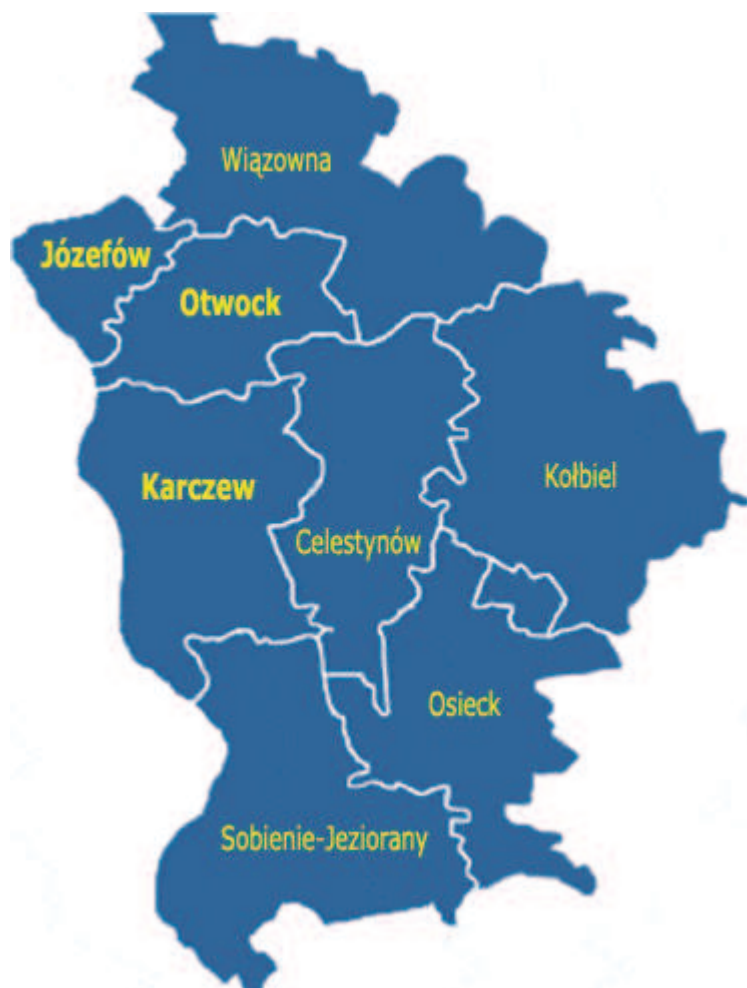 Wiązowna
Józefów
Otwock
Karczew
Kołbiel
Celestynów
Osieck
Sobienie-Jeziorany